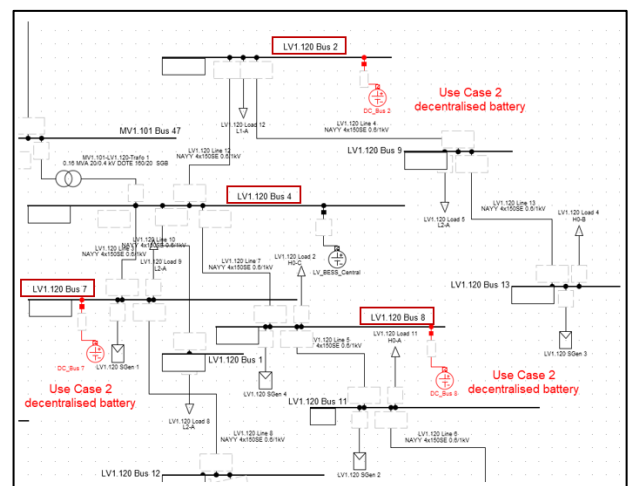 LV1.120 Bus 2
DC_Bus 2
Use Case 2
decentralised battery
LV1.120 Load 12
L1-A
LV1.120 Line 4
NAYY 4x150SE 0.6/1kV
MV1.101 Bus 47
LV1.120 Line 12
NAYY 4x150SE 0.6/1kV
LV1.120 Bus 9
MV1.101-LV1.120-Trafo 1
0.16 MVA 20/0.4 kV DOTE 160/20 SGB
LV1.120 Bus 4
LV1.120 Load 5
L2-A
LV1.120 Line 13
NAYY 4x150SE 0.6/1kV
LV1.120 Load 4
H0-B
LV1.120 Line 10
NAYY 4x150SE 0.6/1kV
LV1.120 Load 9
L2-A
LV1.120 Line 7
NAYY 4x150SE 0.6/1kV
LV1.120 Load 2
H0-C
LV_BESS_Central
LV1.120 Bus 7
LV1.120 Bus 13
LV1.120 Bus 8
DC_Bus 7
LV1.120 SGen 1
LV1.120 Bus 1
LV1.120 SGen 4
LV1.120 Line 5
4x150SE 0.6/1kV
LV1.120 Load 11
H0-A
DC_Bus 8
LV1.120 SGen 3
Use Case 2
decentralised battery
Use Case 2
decentralised battery
LV1.120 Bus 11
LV1.120 Load 8
L2-A
LV1.120 Line 8
NAYY 4x150SE 0.6/1kV
LV1.120 Line 6
NAYY 4x150SE 0.6/1kV
LV1.120 Bus 12
LV1.120 SGen 2